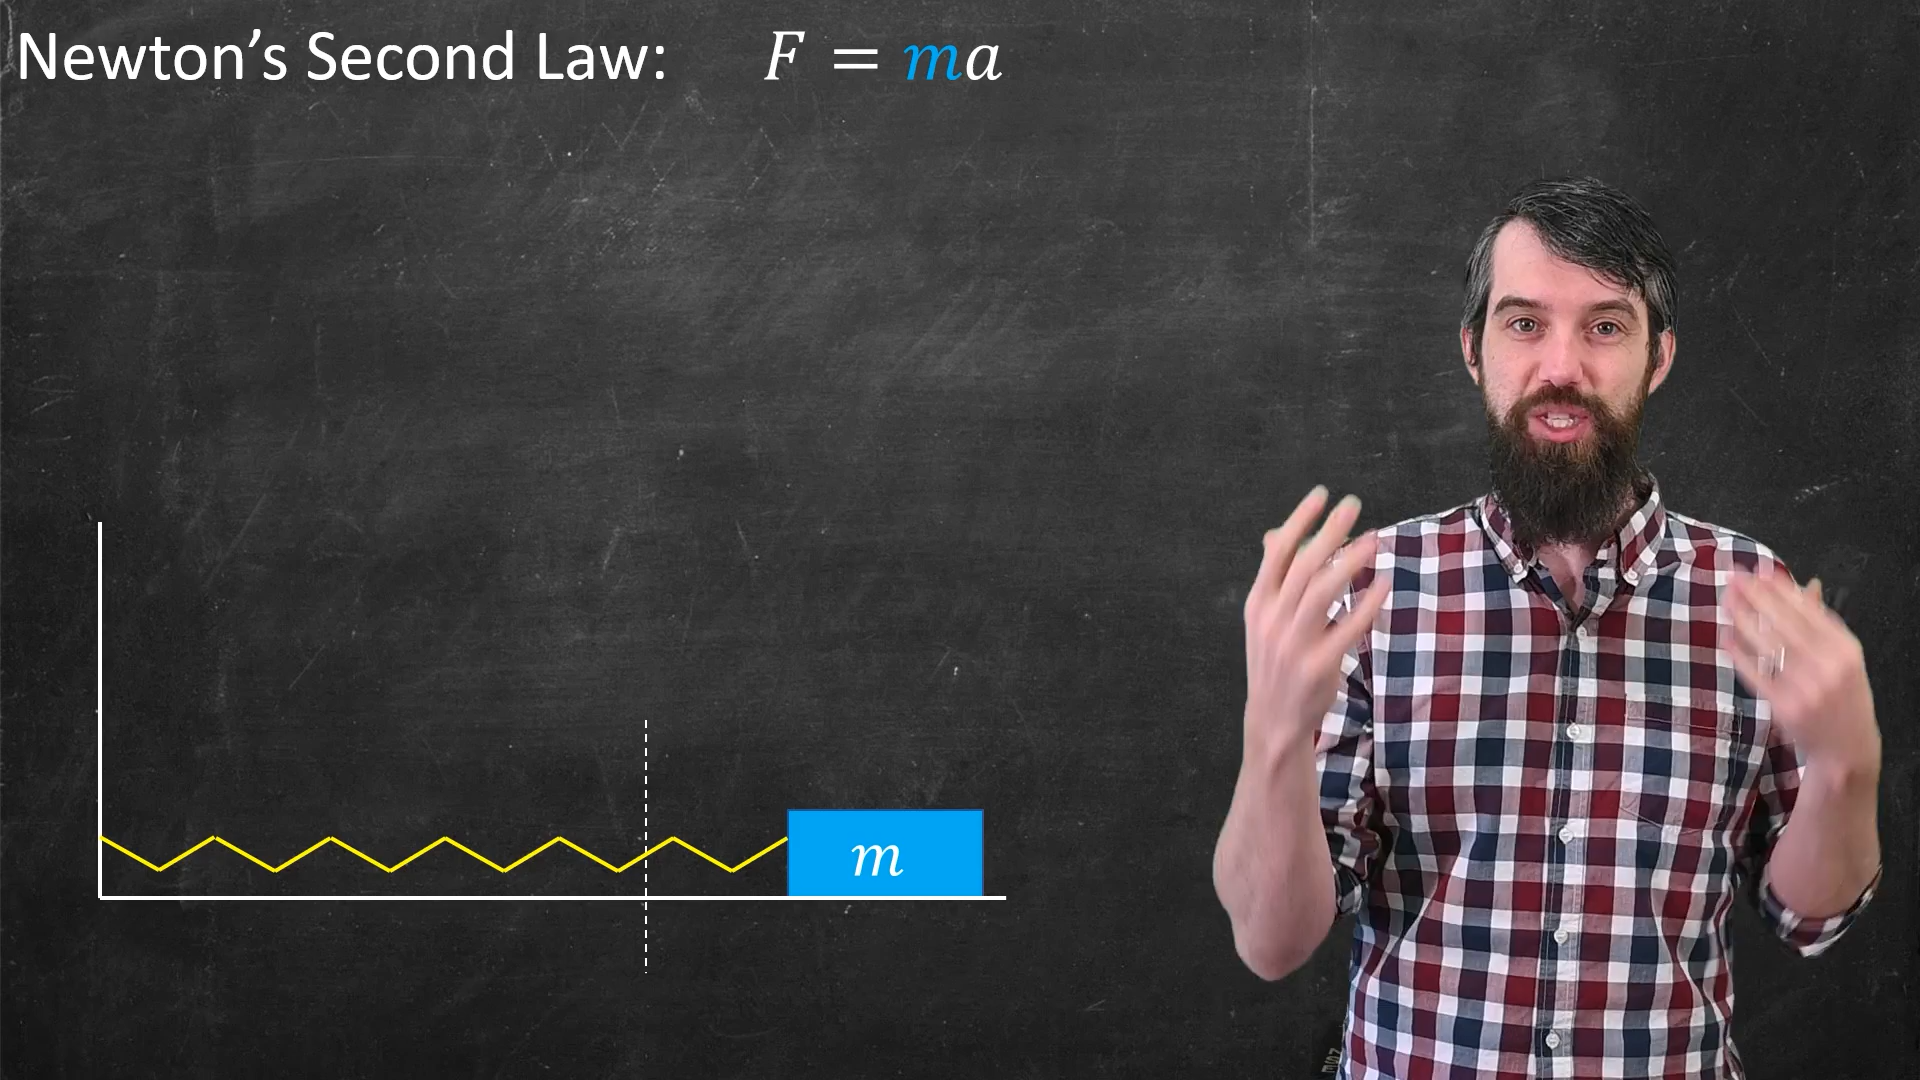 Newton's Second Law: F = ma
m